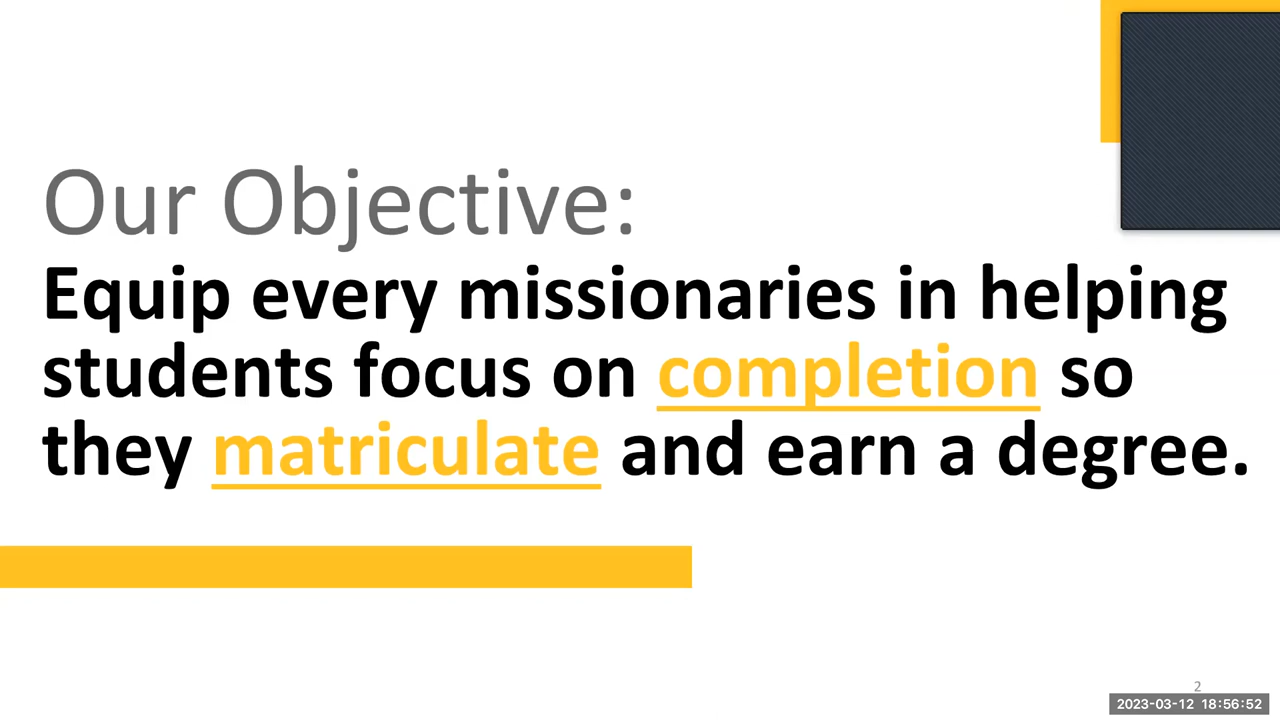 Our Objective:
Equip every missionaries in helping
students focus on completion so
they matriculate and earn a degree.
2
2023-03-12 18:56:52